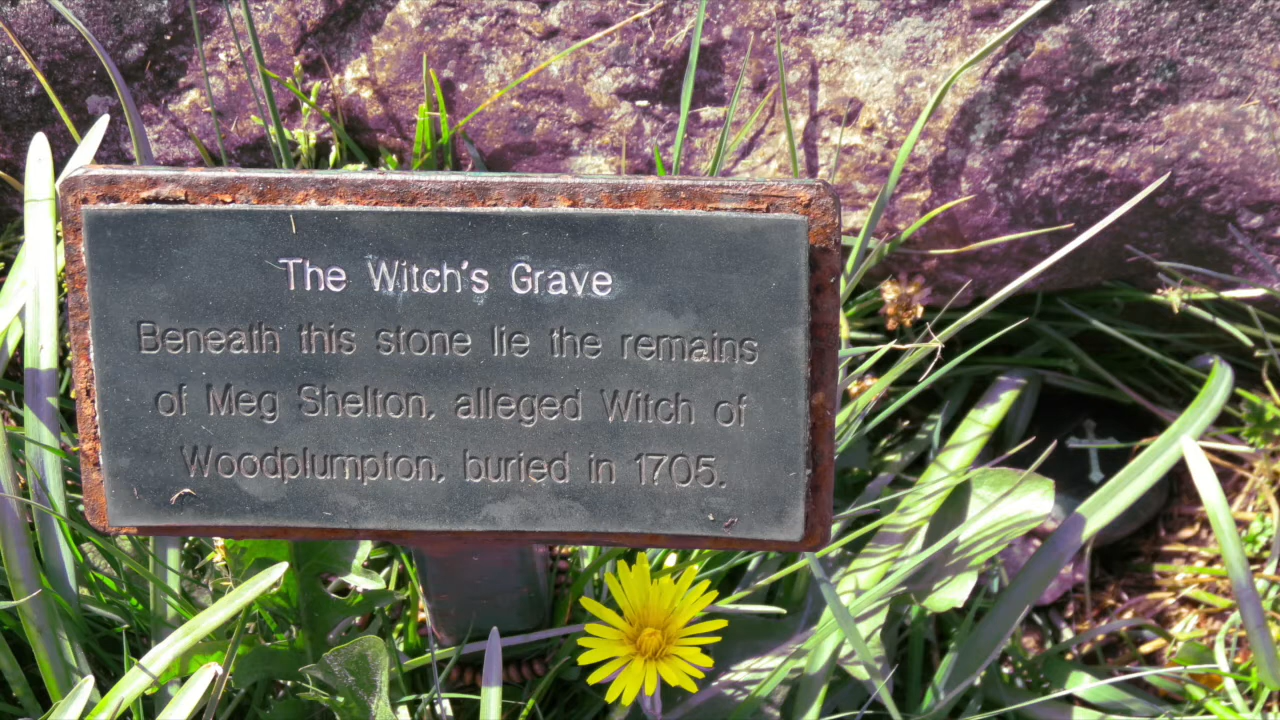 The Witch's Grave
Beneath this stone lie the remains
of Meg Shelton, alleged Witch of
Woodplumpton, buried in 1705.